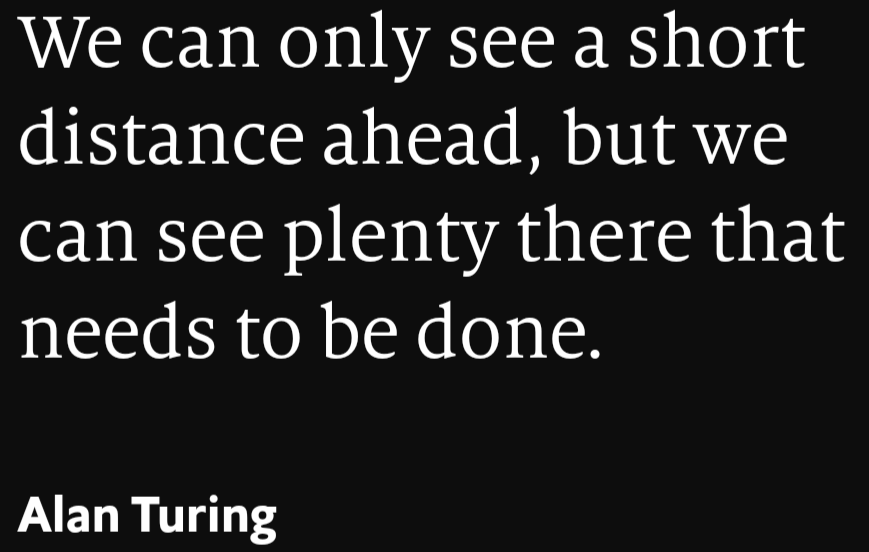 We can only see a short
distance ahead, but we
can see plenty there that
needs to be done.
Alan Turing